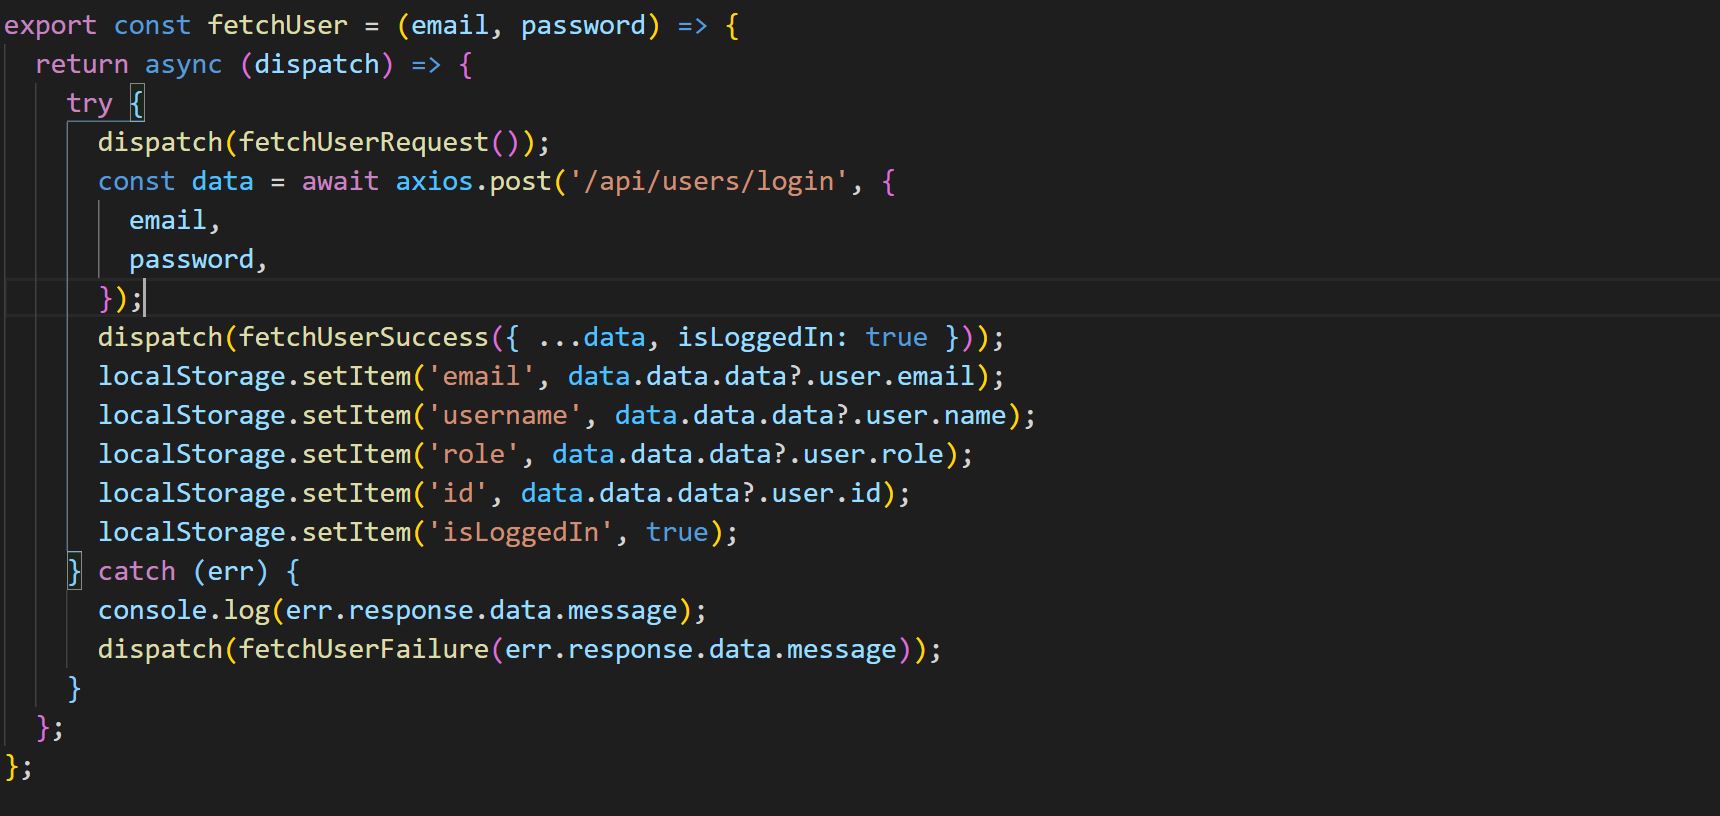 export const fetchUser = (email, password) => {
  return async (dispatch) => {
    try {
      dispatch(fetchUserRequest());
      const data = await axios.post('/api/users/login', {
        email,
        password,
      });
      dispatch(fetchUserSuccess({ ...data, isLoggedIn: true }));
      localStorage.setItem('email', data.data.data?.user.email);
      localStorage.setItem('username', data.data.data?.user.name);
      localStorage.setItem('role', data.data.data?.user.role);
      localStorage.setItem('id', data.data.data?.user.id);
      localStorage.setItem('isLoggedIn', true);
    } catch (err) {
      console.log(err.response.data.message);
      dispatch(fetchUserFailure(err.response.data.message));
    }
  };
};